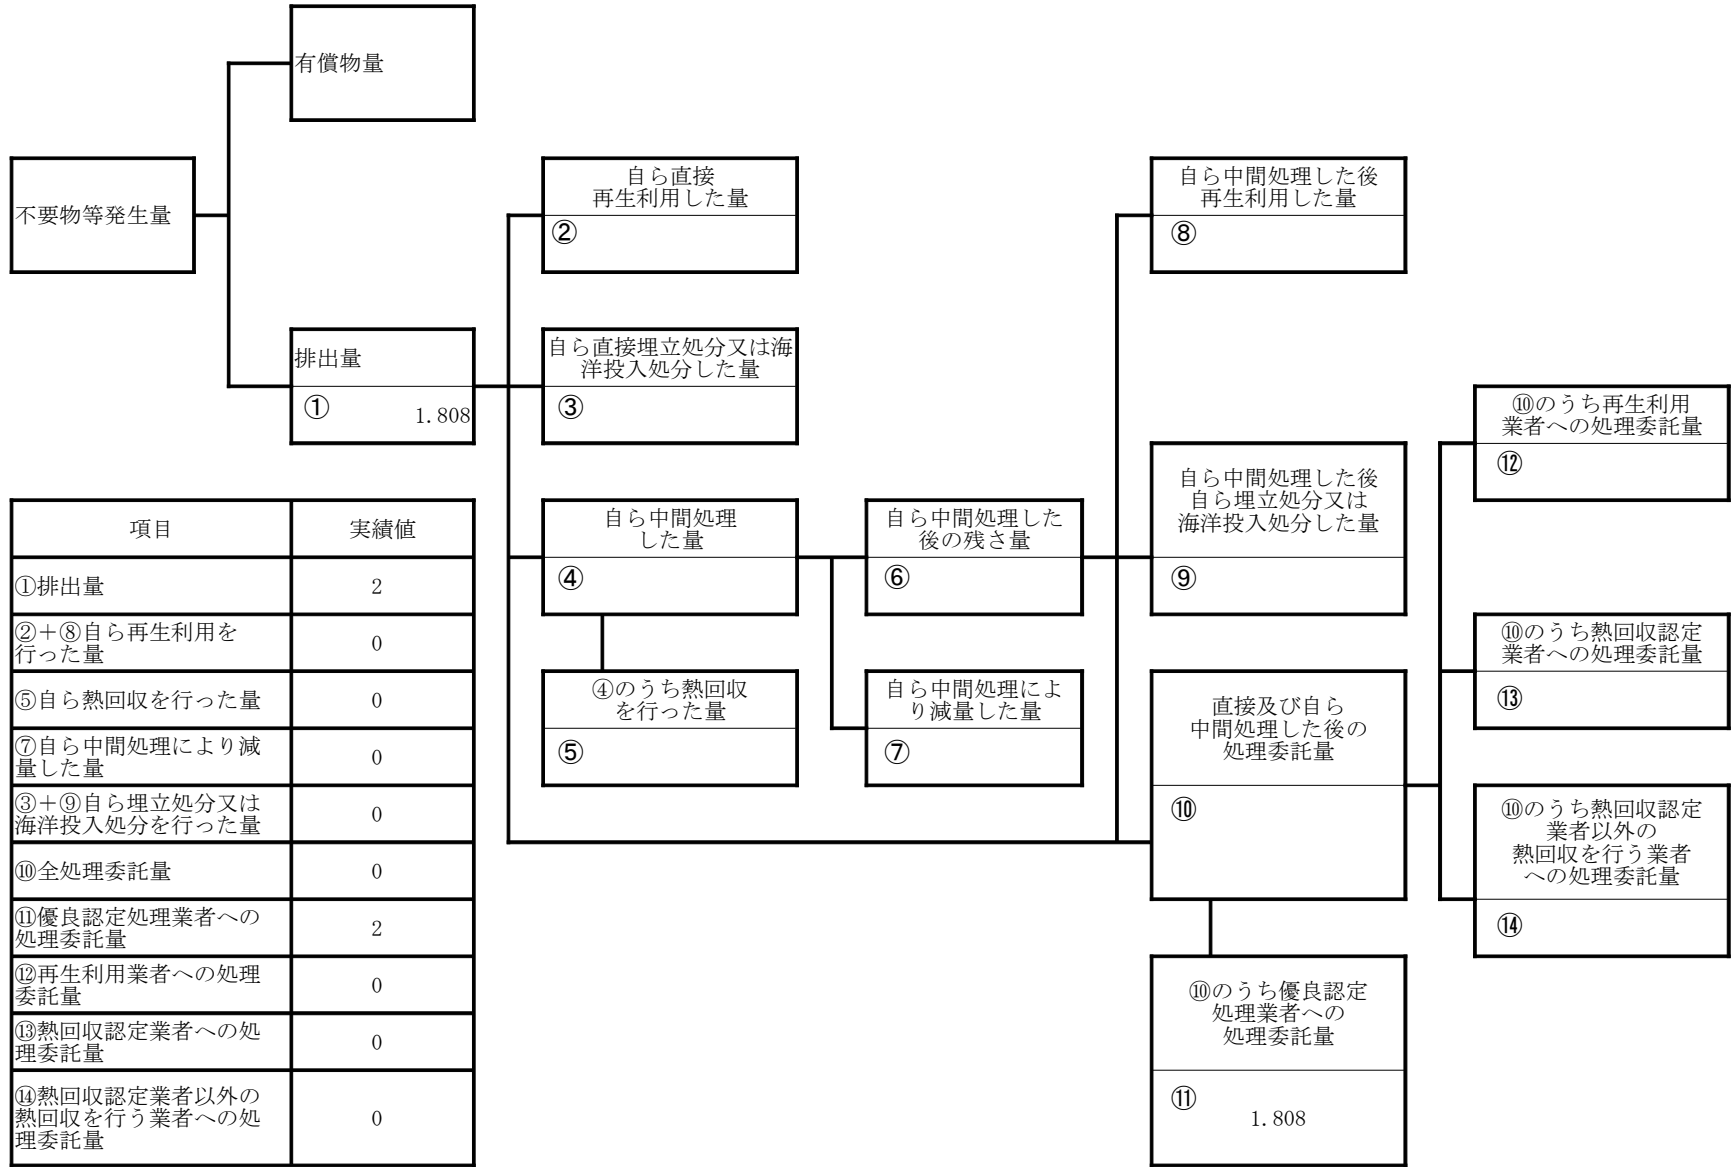 有償物量
不要物等発生量
排出量
①
1.808
自ら直接
再生利用した量
②
自ら直接埋立処分又は海
洋投入処分した量
③
自ら中間処理
した量
④
④のうち熱回収
を行った量
⑤
自ら中間処理した
後の残さ量
⑥
自ら中間処理によ
り減量した量
⑦
自ら中間処理した後
再生利用した量
⑧
自ら中間処理した後
自ら埋立処分又は
海洋投入処分した量
⑨
直接及び自ら
中間処理した後の
処理委託量
⑩
⑩のうち優良認定
処理業者への
処理委託量
⑪
1.808
⑩のうち再生利用
業者への処理委託量
⑫
⑩のうち熱回収認定
業者への処理委託量
⑬
⑩のうち熱回収認定
業者以外の
熱回収を行う業者
への処理委託量
⑭
項目 実績値
①排出量 2
②+⑧自ら再生利用を
行った量 0
⑤自ら熱回収を行った量 0
⑦自ら中間処理により減
量した量 0
③+⑨自ら埋立処分又は
海洋投入処分を行った量 0
⑩全処理委託量 0
⑪優良認定処理業者への
処理委託量 2
⑫再生利用業者への処理
委託量 0
⑬熱回収認定業者への処
理委託量 0
⑭熱回収認定業者以外の
熱回収を行う業者への処
理委託量 0